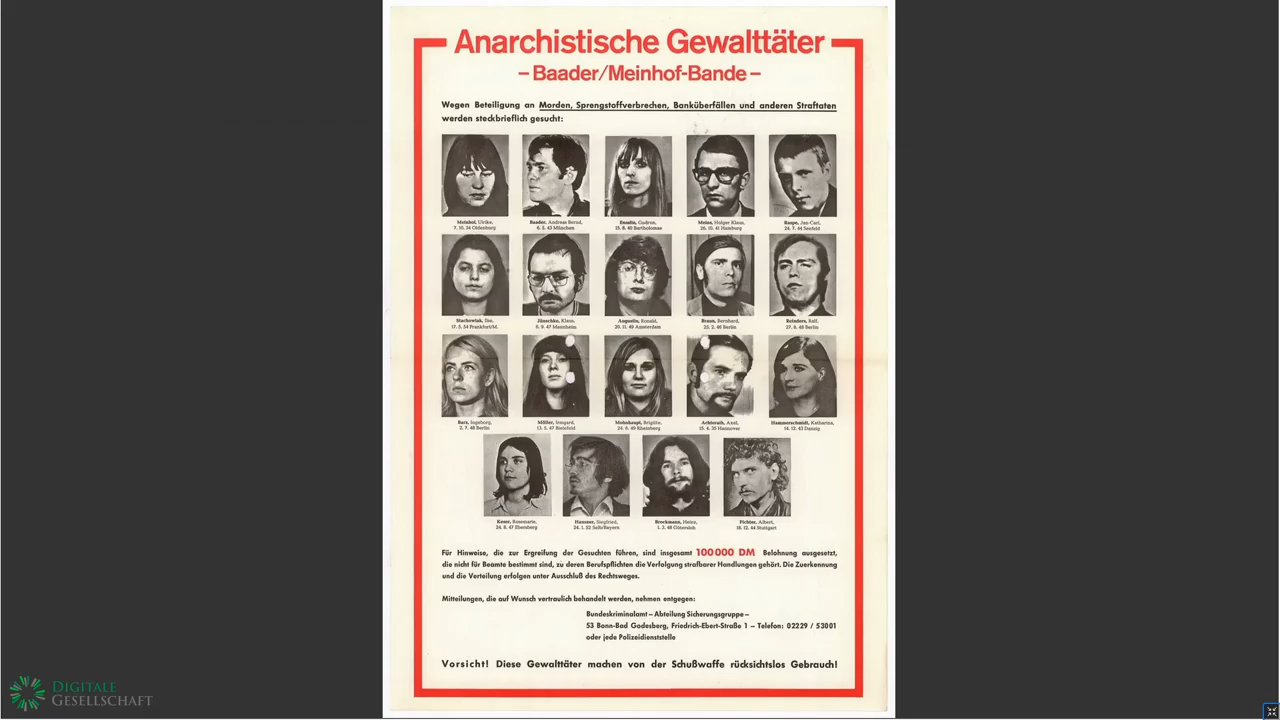 Anarchistische Gewalttäter
– Baader/Meinhof-Bande –
Wegen Beteiligung an Morden, Sprengstoffverbrechen, Banküberfällen und anderen Straftaten
werden steckbrieflich gesucht:
Meinhof, Ulrike,
7. 10. 34 Oldenburg
Baader, Andreas Bernd,
6. 5. 43 München
Ensslin, Gudrun,
15. 8. 40 Bartholomae
Meins, Holger Klaus,
26. 10. 41 Hamburg
Raspe, Jan-Carl,
24. 7. 44 Seefeld
Stachowiak, Ilse,
17. 5. 54 Frankfurt/M.
Jünschke, Klaus,
6. 9. 47 Mannheim
Augustin, Ronald,
20. 11. 49 Amsterdam
Braun, Bernhard,
25. 2. 46 Berlin
Reinders, Ralf,
27. 8. 48 Berlin
Barz, Ingeborg,
2. 7. 48 Berlin
Möller, Irmgard,
13. 5. 47 Bielefeld
Mohnhaupt, Brigitte,
24. 6. 49 Rheinberg
Achterath, Axel,
15. 4. 35 Hannover
Hammerschmidt, Katharina,
14. 12. 43 Danzig
Keser, Rosemarie,
24. 8. 47 Ebersberg
Hausner, Siegfried,
24. 1. 52 Selb/Bayern
Brockmann, Heinz,
1. 3. 48 Gütersloh
Fichter, Albert,
18. 12. 44 Stuttgart
Für Hinweise, die zur Ergreifung der Gesuchten führen, sind insgesamt 100 000 DM Belohnung ausgesetzt,
die nicht für Beamte bestimmt sind, zu deren Berufspflichten die Verfolgung strafbarer Handlungen gehört. Die Zuerkennung
und die Verteilung erfolgen unter Ausschluß des Rechtsweges.
Mitteilungen, die auf Wunsch vertraulich behandelt werden, nehmen entgegen:
Bundeskriminalamt – Abteilung Sicherungsgruppe –
53 Bonn-Bad Godesberg, Friedrich-Ebert-Straße 1 – Telefon: 02229 / 53001
oder jede Polizeidienststelle
Vorsicht! Diese Gewalttäter machen von der Schußwaffe rücksichtslos Gebrauch!
DIGITALE
GESELLSCHAFT